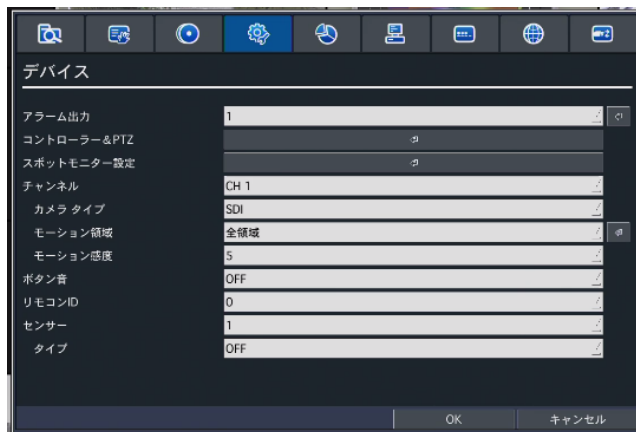 デバイス
アラーム出力 1
コントローラー&PTZ
スポットモニター設定
チャンネル CH 1
カメラ タイプ SDI
モーション領域 全領域
モーション感度 5
ボタン音 OFF
リモコンID 0
センサー 1
タイプ OFF
OK キャンセル